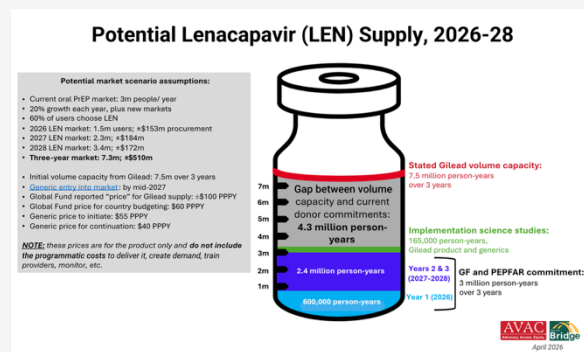 Potential Lenacapavir (LEN) Supply, 2026-28
Potential market scenario assumptions:
• Current oral PrEP market: 3m people/ year
• 20% growth each year, plus new markets
• 60% of users choose LEN
• 2026 LEN market: 1.5m users; ±$153m procurement
• 2027 LEN market: 2.3m; ±$184m
• 2028 LEN market: 3.4m; ±$172m
• Three-year market: 7.3m; ±$510m
• Initial volume capacity from Gilead: 7.5m over 3 years
• Generic entry into market: by mid-2027
• Global Fund reported "price" for Gilead supply: ±$100 PPPY
• Global Fund price for country budgeting: $60 PPPY
• Generic price to initiate: $55 PPPY
• Generic price for continuation: $40 PPPY
NOTE: these prices are for the product only and do not include
the programmatic costs to deliver it, create demand, train
providers, monitor, etc.
7m
6m
5m
4m
3m
2m
1m
Gap between volume
capacity and current
donor commitments:
4.3 million person-
years
2.4 million person-years
600,000 person-years
Stated Gilead volume capacity:
7.5 million person-years
over 3 years
Implementation science studies:
165,000 person-years,
Gilead product and generics
Years 2 & 3
(2027-2028)
Year 1 (2026)
GF and PEPFAR commitment:
3 million person-years
over 3 years
AVAC
Bridge
April 2026